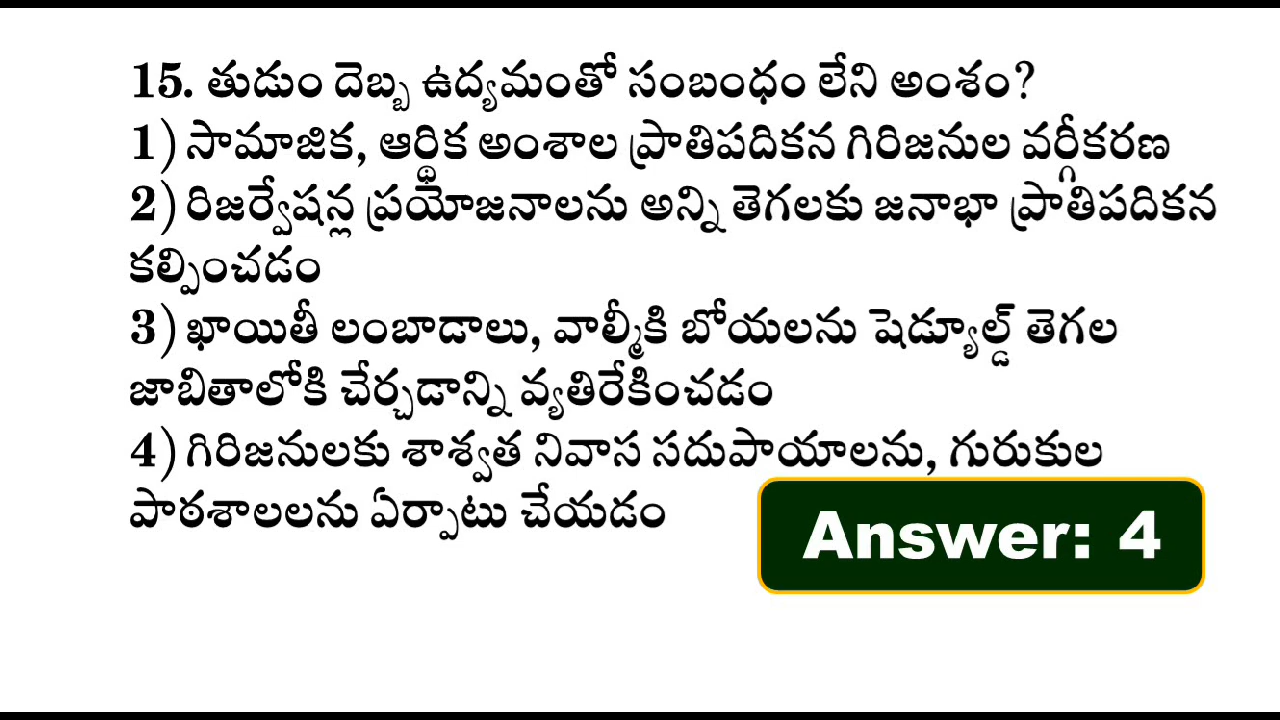 15. తుడుం దెబ్బ ఉద్యమంతో సంబంధం లేని అంశం?
1) సామాజిక, ఆర్థిక అంశాల ప్రాతిపదికన గిరిజనుల వర్గీకరణ
2) రిజర్వేషన్ల ప్రయోజనాలను అన్ని తెగలకు జనాభా ప్రాతిపదికన
కల్పించడం
3) ఖాయితీ లంబాడాలు, వాల్మీకి బోయలను షెడ్యూల్డ్ తెగల
జాబితాలోకి చేర్చడాన్ని వ్యతిరేకించడం
4) గిరిజనులకు శాశ్వత నివాస సదుపాయాలను, గురుకుల
పాఠశాలలను ఏర్పాటు చేయడం
Answer: 4